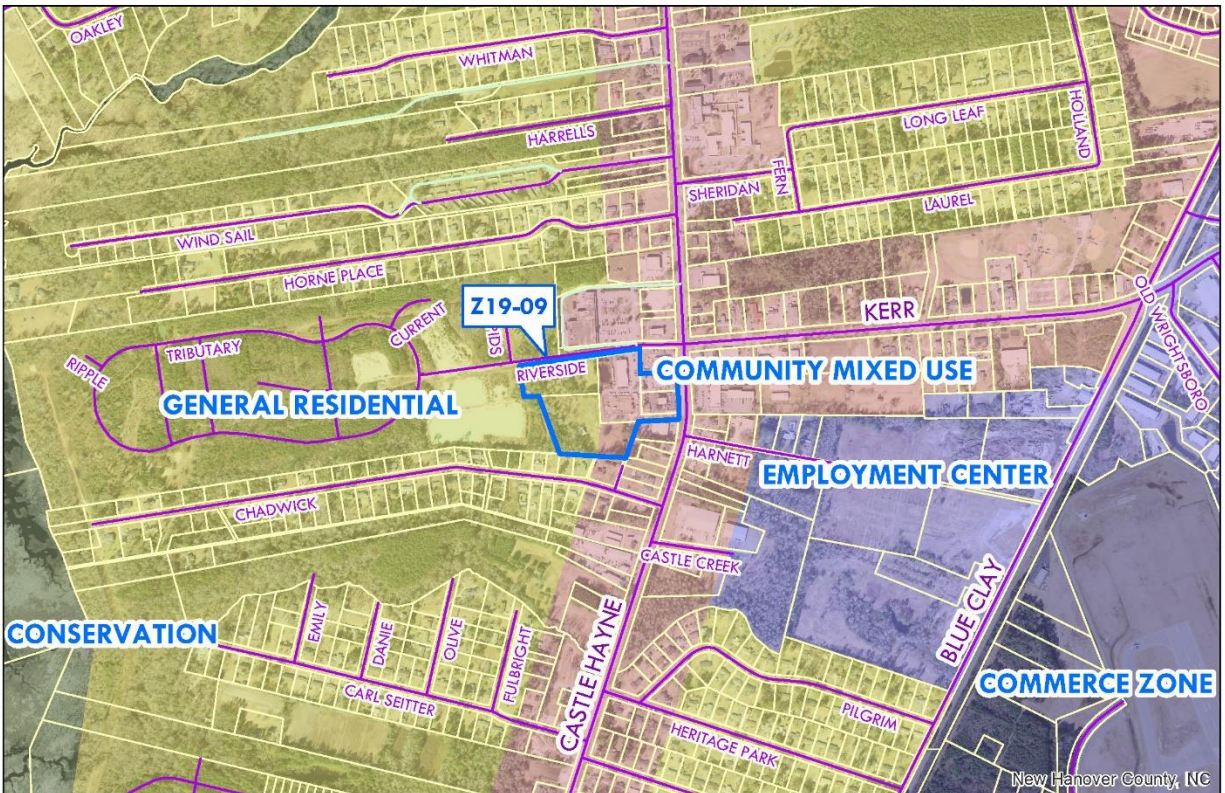 OAKLEY
WHITMAN
HARRELLS
LONG LEAF
HOLLAND
FERN
SHERIDAN
LAUREL
WIND SAIL
HORNE PLACE
OLD WRIGHTSBORO
Z19-09
KERR
CURRENT
PIDS
TRIBUTARY
RIPPLE
RIVERSIDE
COMMUNITY MIXED USE
GENERAL RESIDENTIAL
HARNETT
EMPLOYMENT CENTER
CHADWICK
CASTLE CREEK
BLUE CLAY
CASTLE HAYNE
CONSERVATION
EMILY
DANIE
OLIVE
FULBRIGHT
CARL SEITTER
COMMERCE ZONE
PILGRIM
HERITAGE PARK
New Hanover County, NC